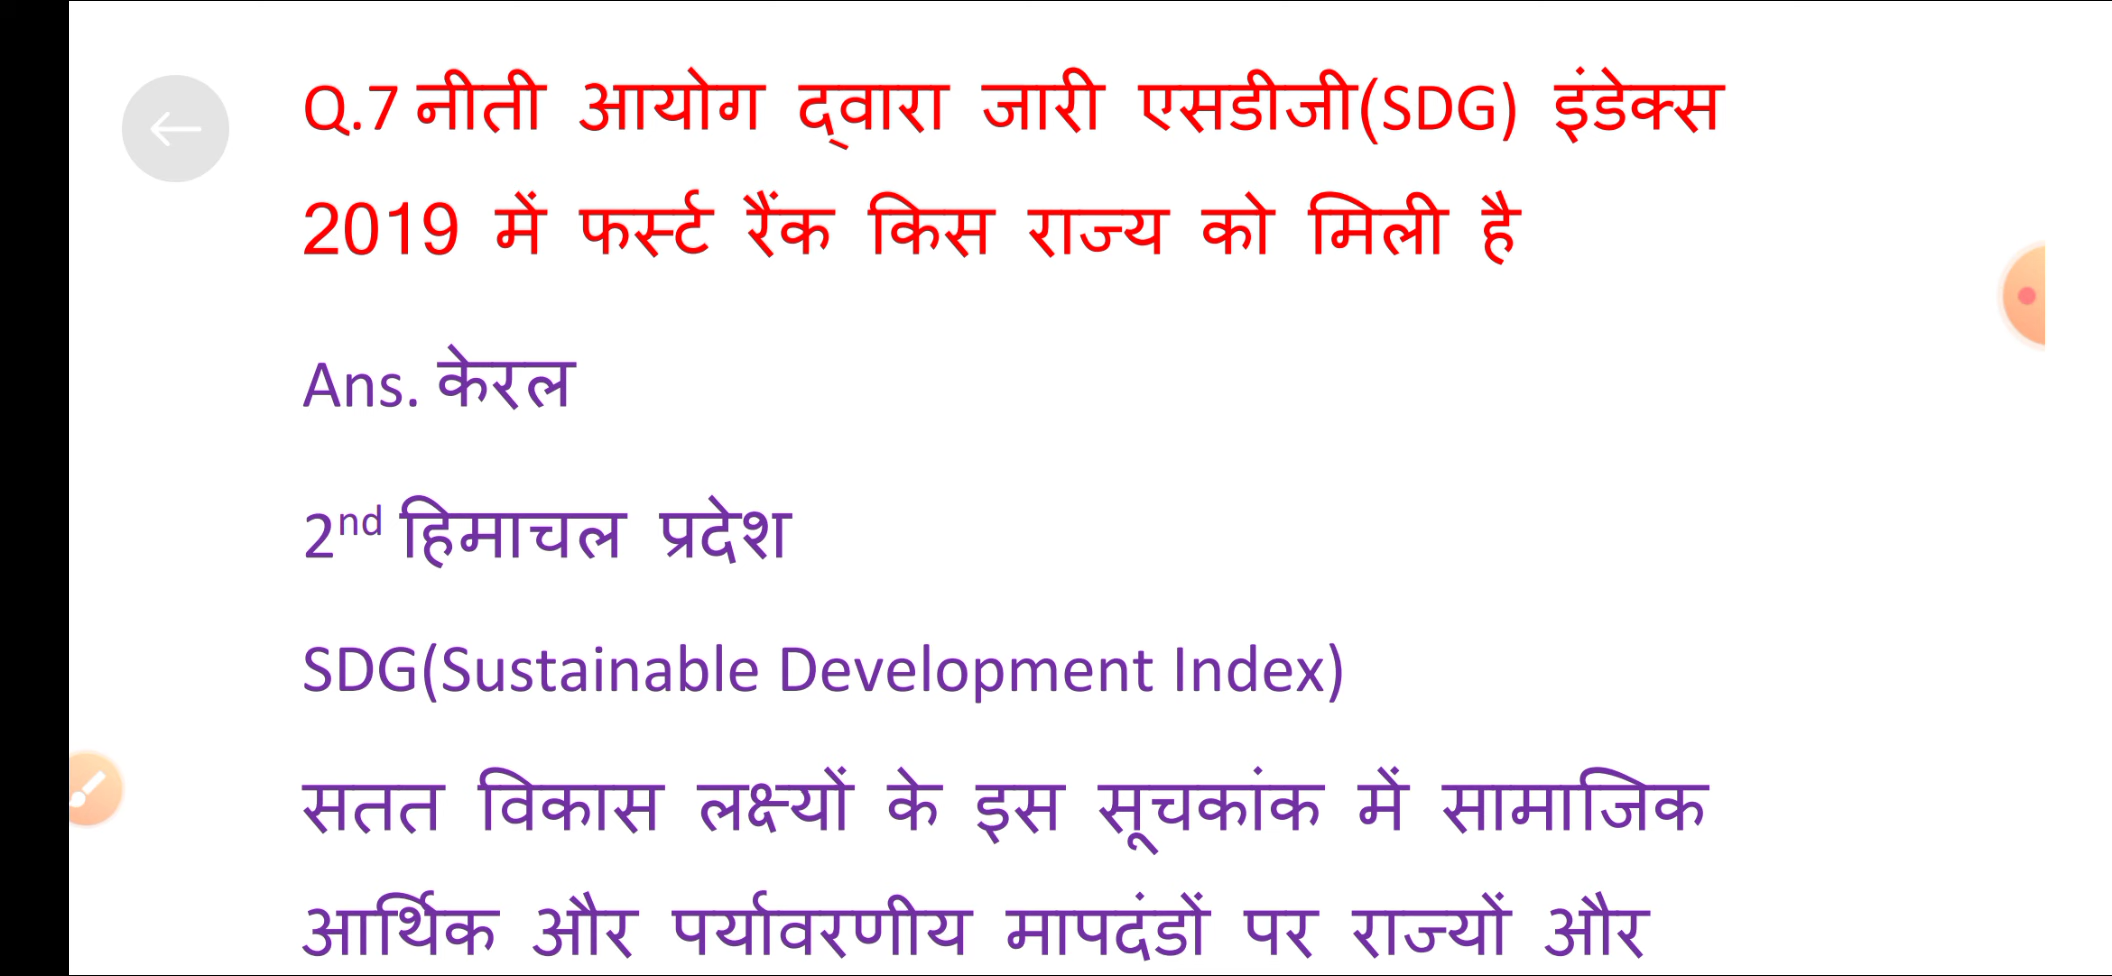 Q.7 नीती आयोग द्वारा जारी एसडीजी(SDG) इंडेक्स
2019 में फर्स्ट रैंक किस राज्य को मिली है
Ans. केरल
2nd हिमाचल प्रदेश
SDG(Sustainable Development Index)
सतत विकास लक्ष्यों के इस सूचकांक में सामाजिक
आर्थिक और पर्यावरणीय मापदंडों पर राज्यों और